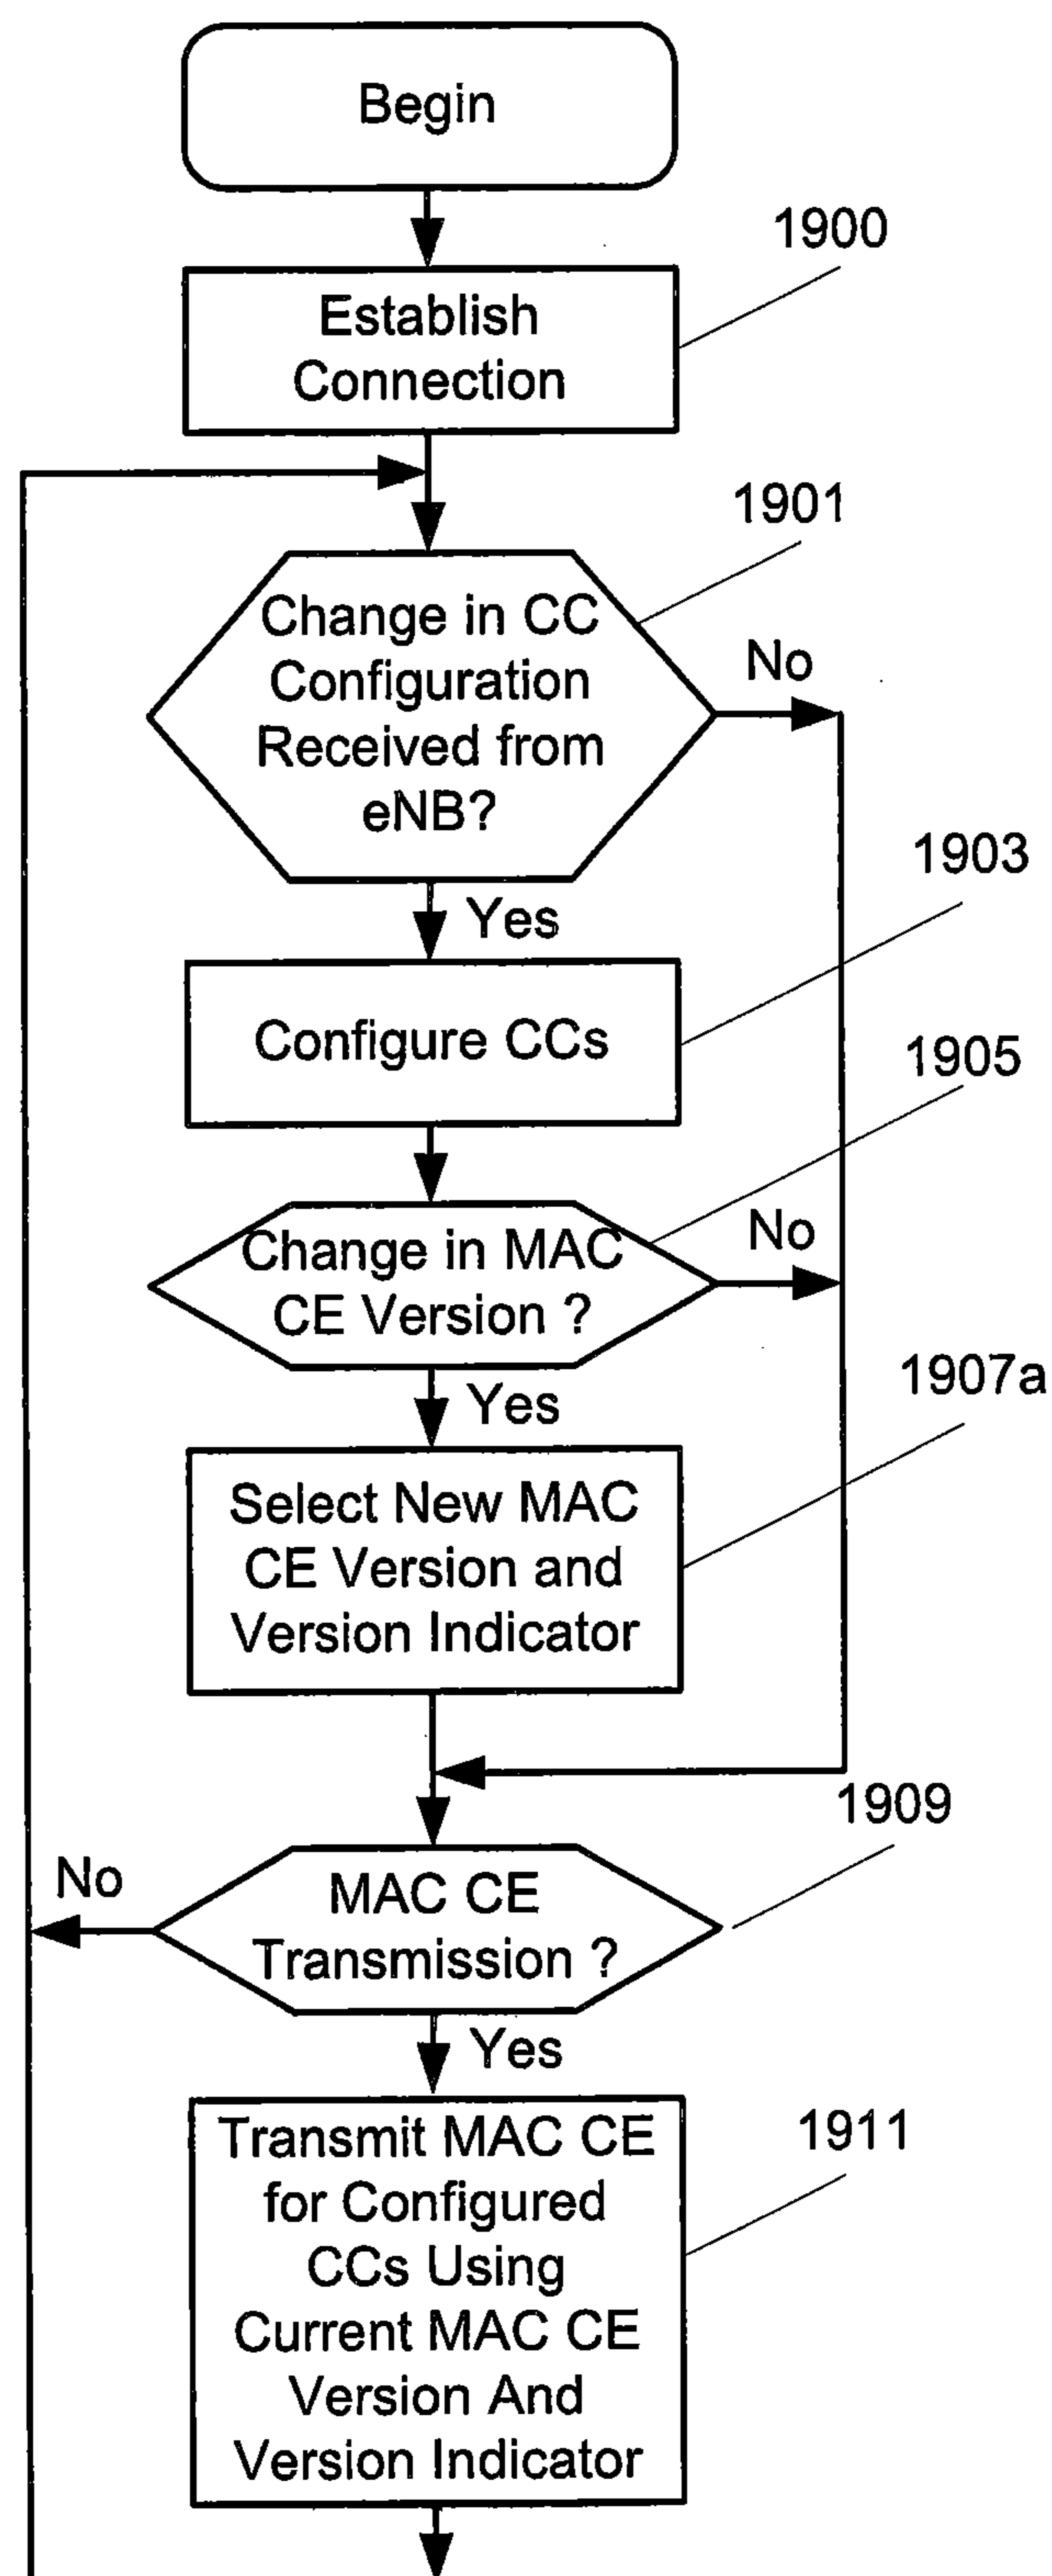 Begin
1900
Establish
Connection
1901
Change in CC
Configuration
Received from
eNB?
No
Yes
1903
Configure CCs
1905
Change in MAC
CE Version ?
No
Yes
1907a
Select New MAC
CE Version and
Version Indicator
1909
MAC CE
Transmission ?
No
Yes
1911
Transmit MAC CE
for Configured
CCs Using
Current MAC CE
Version And
Version Indicator